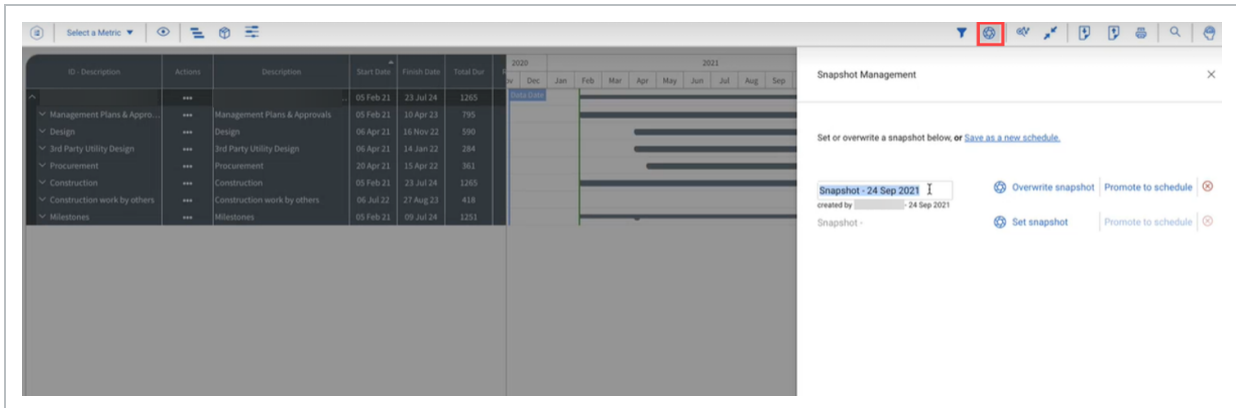 Select a Metric
ID - Description Actions Description Start Date Finish Date Total Dur
2020 2021
Dec Jan Feb Mar Apr May Jun Jul Aug Sep
Data Date
... .. 05 Feb 21 23 Jul 24 1265
Management Plans & Appro... ... Management Plans & Approvals 05 Feb 21 10 Apr 23 795
Design ... Design 06 Apr 21 16 Nov 22 590
3rd Party Utility Design ... 3rd Party Utility Design 06 Apr 21 14 Jan 22 284
Procurement ... Procurement 20 Apr 21 15 Apr 22 361
Construction ... Construction 05 Feb 21 23 Jul 24 1265
Construction work by others ... Construction work by others 06 Jul 22 27 Aug 23 418
Milestones ... Milestones 05 Feb 21 09 Jul 24 1251
Snapshot Management
Set or overwrite a snapshot below, or Save as a new schedule.
Snapshot - 24 Sep 2021 Overwrite snapshot Promote to schedule
created by - 24 Sep 2021
Snapshot - Set snapshot Promote to schedule